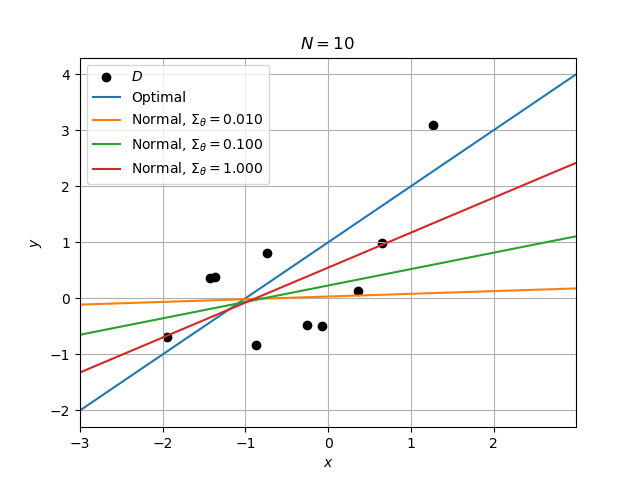 N = 10
D
Optimal
Normal, Σθ = 0.010
Normal, Σθ = 0.100
Normal, Σθ = 1.000
y
4
3
2
1
0
−1
−2
−3 −2 −1 0 1 2
x